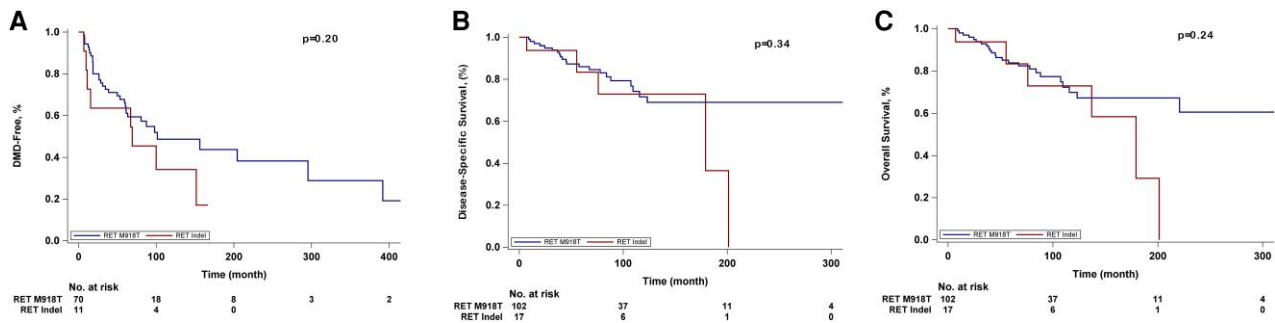 A
p=0.20
DMD-Free, %
1.0
0.8
0.6
0.4
0.2
0.0
RET M918T RET Indel
0 100 200 300 400
Time (month)
No. at risk
RET M918T 70 18 8 3 2
RET Indel 11 4 0
B
p=0.34
Disease-Specific Survival, (%)
1.0
0.8
0.6
0.4
0.2
0.0
RET M918T RET Indel
0 100 200 300
Time (month)
No. at risk
RET M918T 102 37 11 4
RET Indel 17 6 1 0
C
p=0.24
Overall Survival, %
1.0
0.8
0.6
0.4
0.2
0.0
RET M918T RET Indel
0 100 200 300
Time (month)
No. at risk
RET M918T 102 37 11 4
RET Indel 17 6 1 0